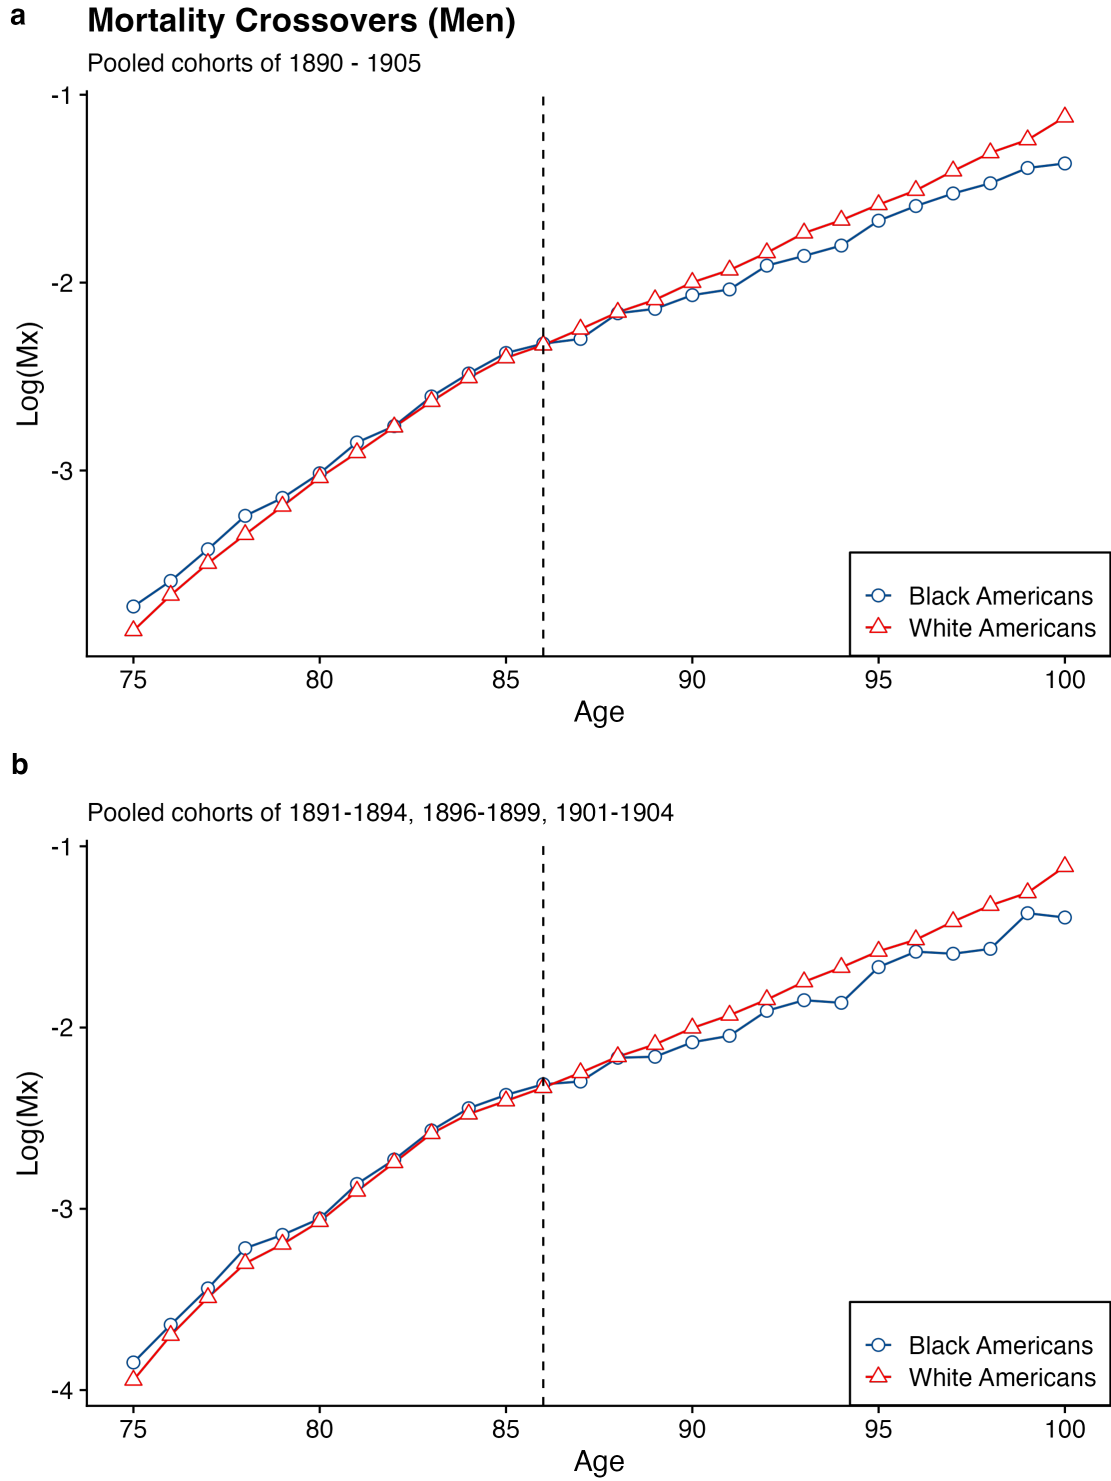 a
Mortality Crossovers (Men)
Pooled cohorts of 1890 - 1905
-1
-2
-3
Log(Mx)
Black Americans
White Americans
75 80 85 90 95 100
Age
b
Pooled cohorts of 1891-1894, 1896-1899, 1901-1904
-1
-2
-3
-4
Log(Mx)
Black Americans
White Americans
75 80 85 90 95 100
Age